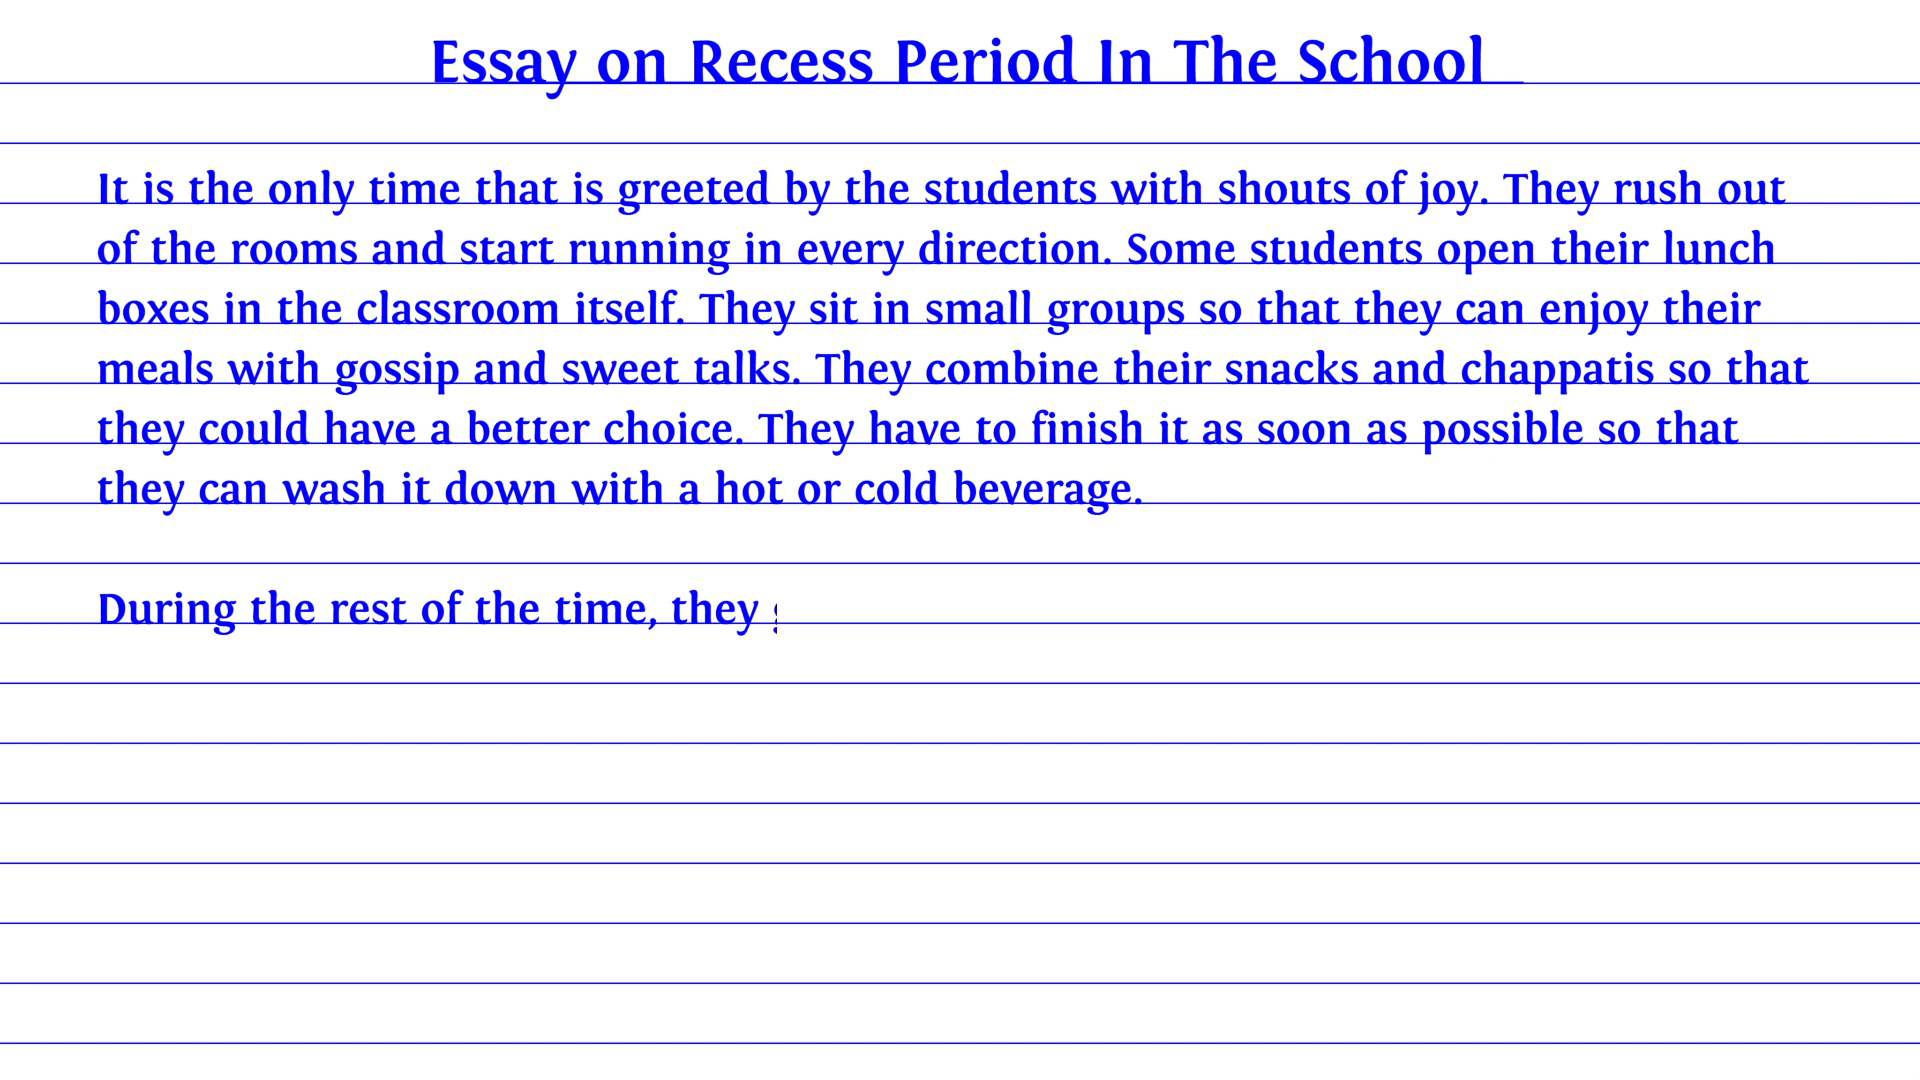 Essay on Recess Period In The School
It is the only time that is greeted by the students with shouts of joy. They rush out
of the rooms and start running in every direction. Some students open their lunch
boxes in the classroom itself. They sit in small groups so that they can enjoy their
meals with gossip and sweet talks. They combine their snacks and chappatis so that
they could have a better choice. They have to finish it as soon as possible so that
they can wash it down with a hot or cold beverage.
During the rest of the time, they